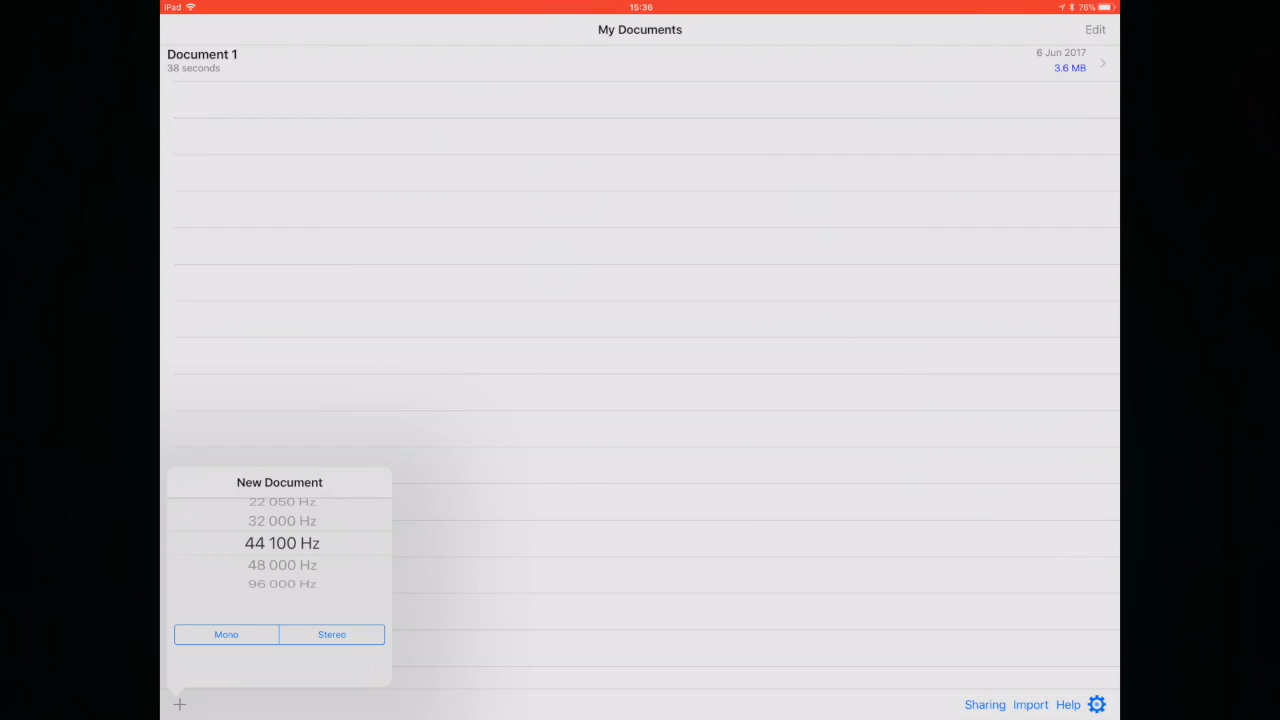 iPad 15:36 76%
My Documents Edit
Document 1 6 Jun 2017
38 seconds 3.6 MB
New Document
22 050 Hz
32 000 Hz
44 100 Hz
48 000 Hz
96 000 Hz
Mono Stereo
Sharing Import Help